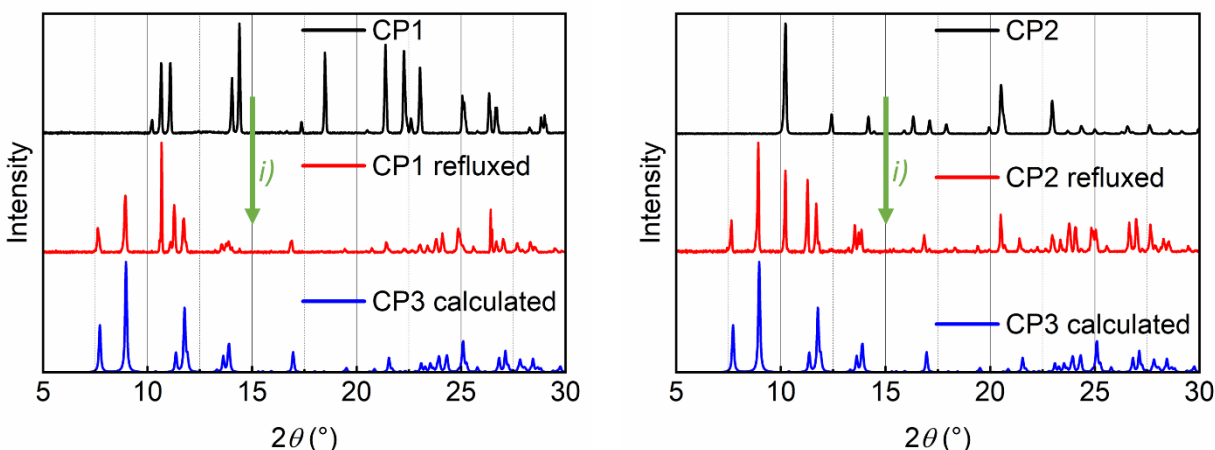 CP1
i)
CP1 refluxed
CP3 calculated
Intensity
5 10 15 20 25 30
2θ (°)
CP2
i)
CP2 refluxed
CP3 calculated
Intensity
5 10 15 20 25 30
2θ (°)